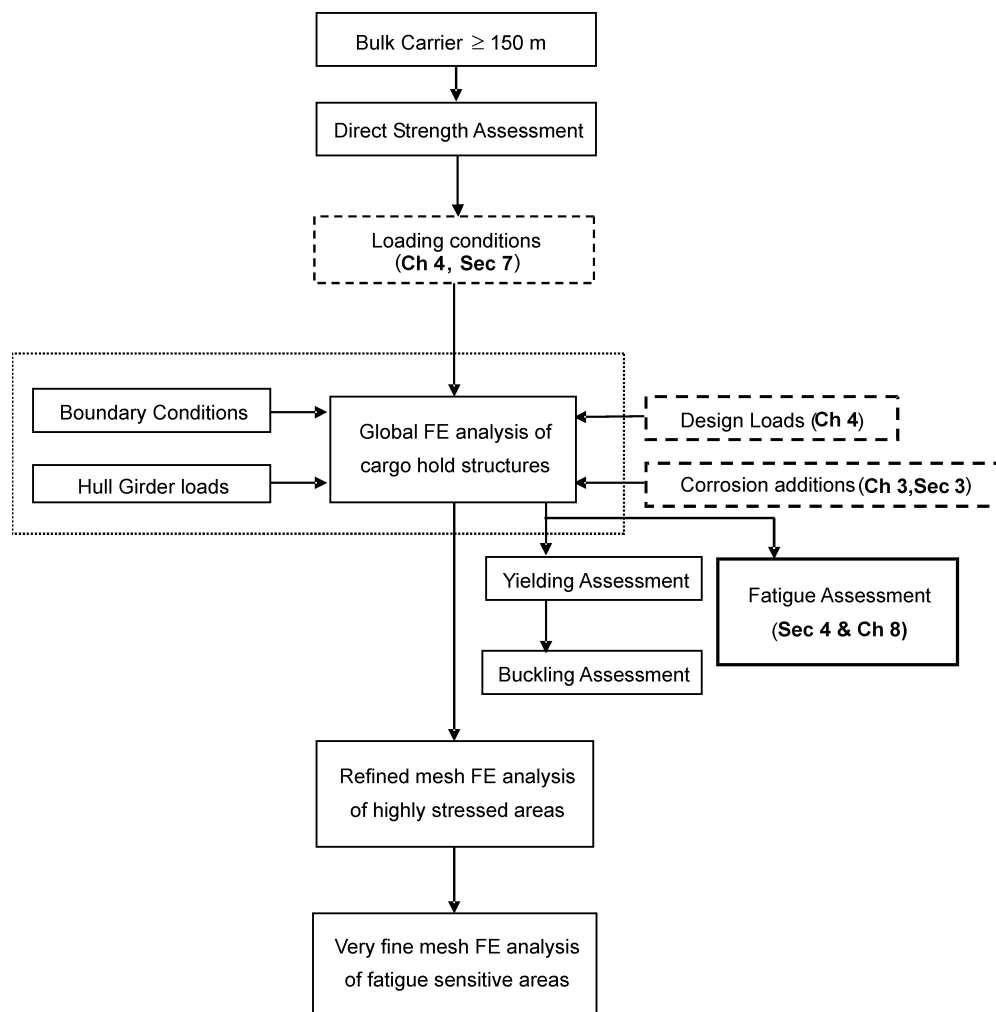 Bulk Carrier ≥ 150 m
Direct Strength Assessment
Loading conditions
(Ch 4, Sec 7)
Boundary Conditions
Hull Girder loads
Global FE analysis of
cargo hold structures
Design Loads (Ch 4)
Corrosion additions (Ch 3,Sec 3)
Yielding Assessment
Buckling Assessment
Fatigue Assessment
(Sec 4 & Ch 8)
Refined mesh FE analysis
of highly stressed areas
Very fine mesh FE analysis
of fatigue sensitive areas